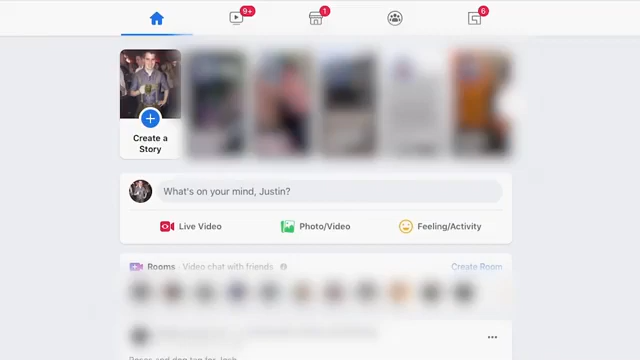 9+
1
6
Create a
Story
What's on your mind, Justin?
Live Video
Photo/Video
Feeling/Activity
Rooms · Video chat with friends
Create Room